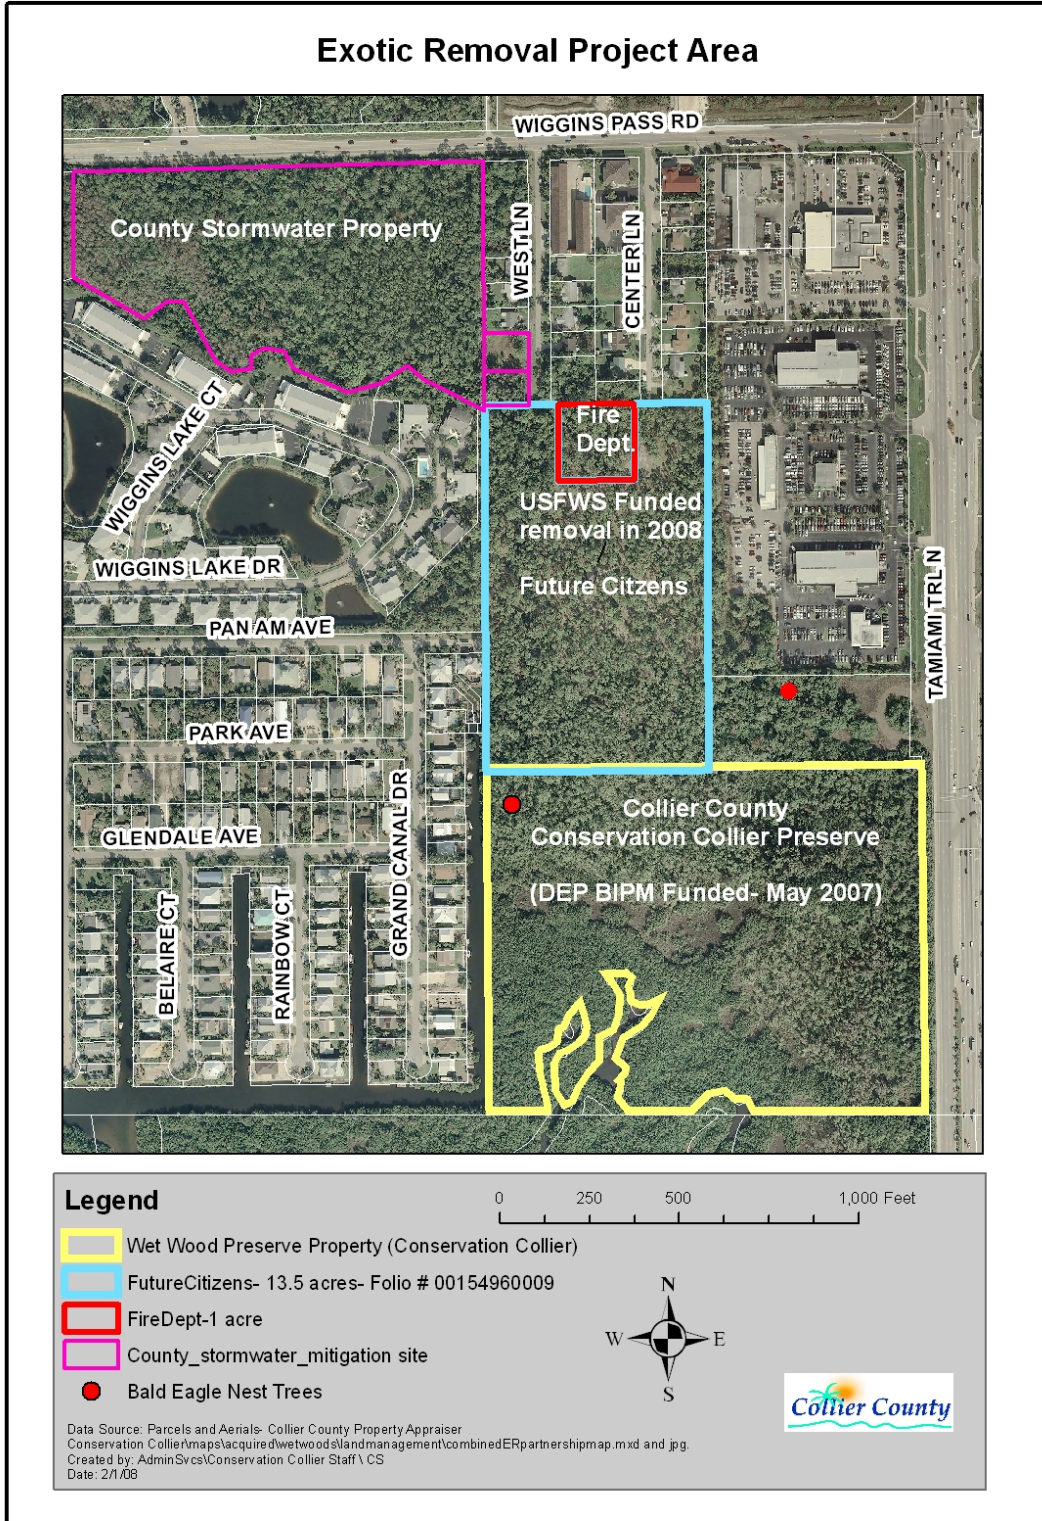 Exotic Removal Project Area
WIGGINS PASS RD
County Stormwater Property
WEST LN
CENTER LN
Fire
Dept.
WIGGINS LAKE CT
USFWS Funded
removal in 2008
WIGGINS LAKE DR
Future Citzens
PAN AM AVE
TAMIAMI TRL N
PARK AVE
GRAND CANAL DR
Collier County
Conservation Collier Preserve
GLENDALE AVE
(DEP BIPM Funded- May 2007)
BELAIRE CT
RAINBOW CT
Legend
0 250 500 1,000 Feet
Wet Wood Preserve Property (Conservation Collier)
FutureCitizens- 13.5 acres- Folio # 00154960009
FireDept-1 acre
County_stormwater_mitigation site
Bald Eagle Nest Trees
N
W E
S
Collier County
Data Source: Parcels and Aerials- Collier County Property Appraiser
Conservation Collier\maps\acquired\wetwoods\landmanagement\combinedERpartnershipmap.mxd and jpg.
Created by: AdminSvcs\Conservation Collier Staff \ CS
Date: 2/1/08